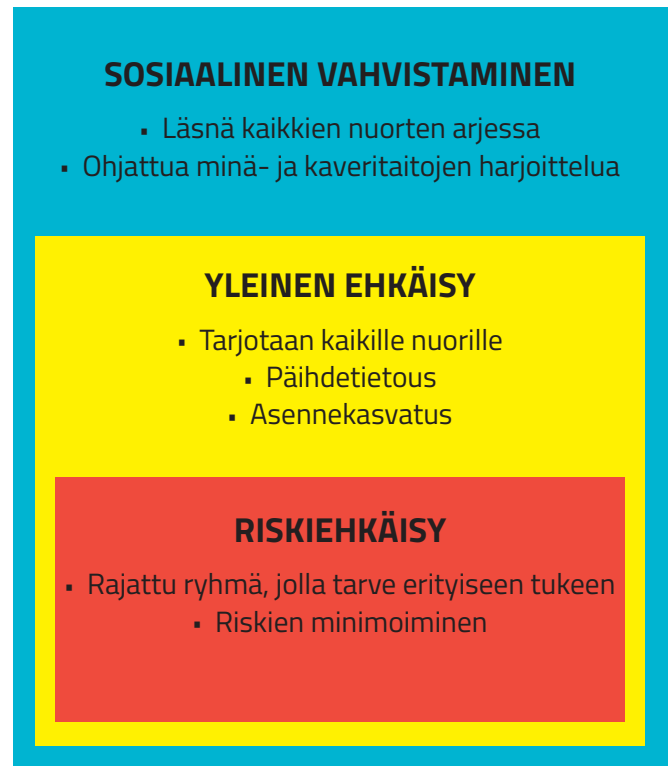 SOSIAALINEN VAHVISTAMINEN
▪ Läsnä kaikkien nuorten arjessa
▪ Ohjattua minä- ja kaveritaitojen harjoittelua
YLEINEN EHKÄISY
▪ Tarjotaan kaikille nuorille
▪ Päihdetietous
▪ Asennekasvatus
RISKIEHKÄISY
▪ Rajattu ryhmä, jolla tarve erityiseen tukeen
▪ Riskien minimoiminen